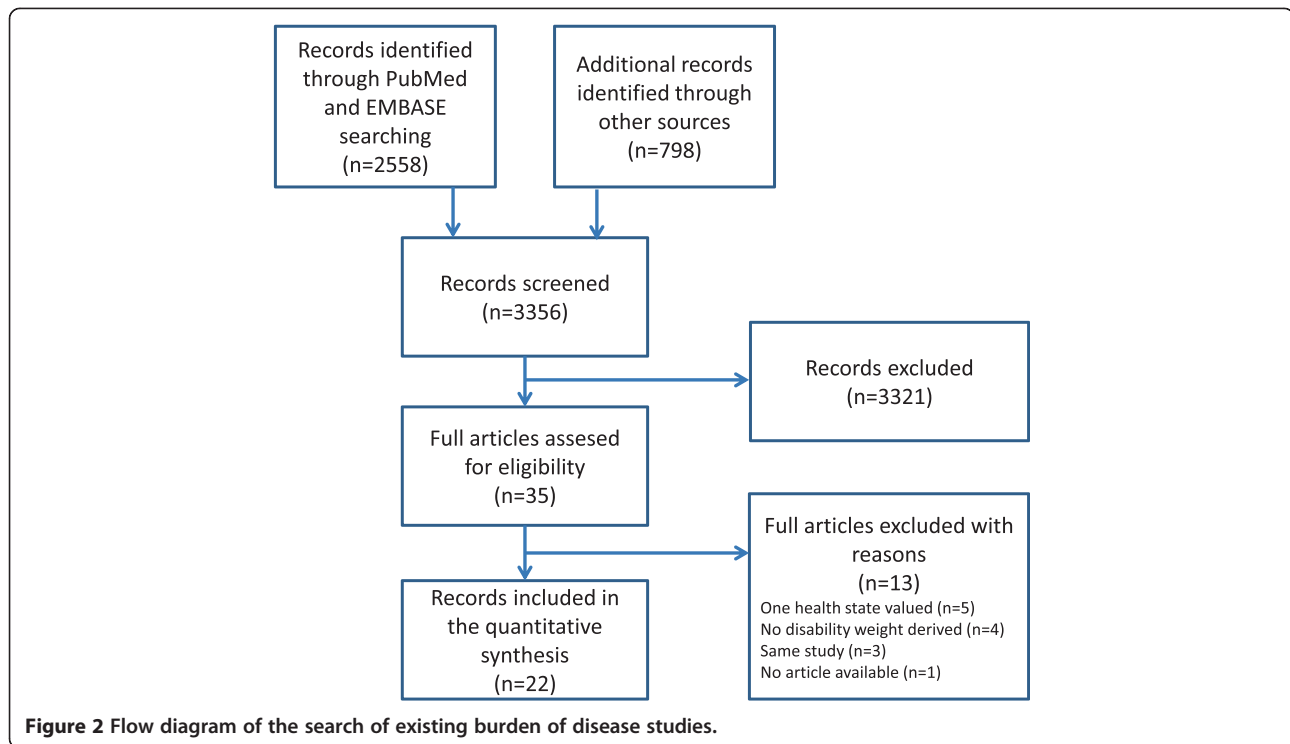 Records identified
through PubMed
and EMBASE
searching
(n=2558)
Additional records
identified through
other sources
(n=798)
Records screened
(n=3356)
Records excluded
(n=3321)
Full articles assesed
for eligibility
(n=35)
Full articles excluded with
reasons
(n=13)
One health state valued (n=5)
No disability weight derived (n=4)
Same study (n=3)
No article available (n=1)
Records included in
the quantitative
synthesis
(n=22)
Figure 2 Flow diagram of the search of existing burden of disease studies.